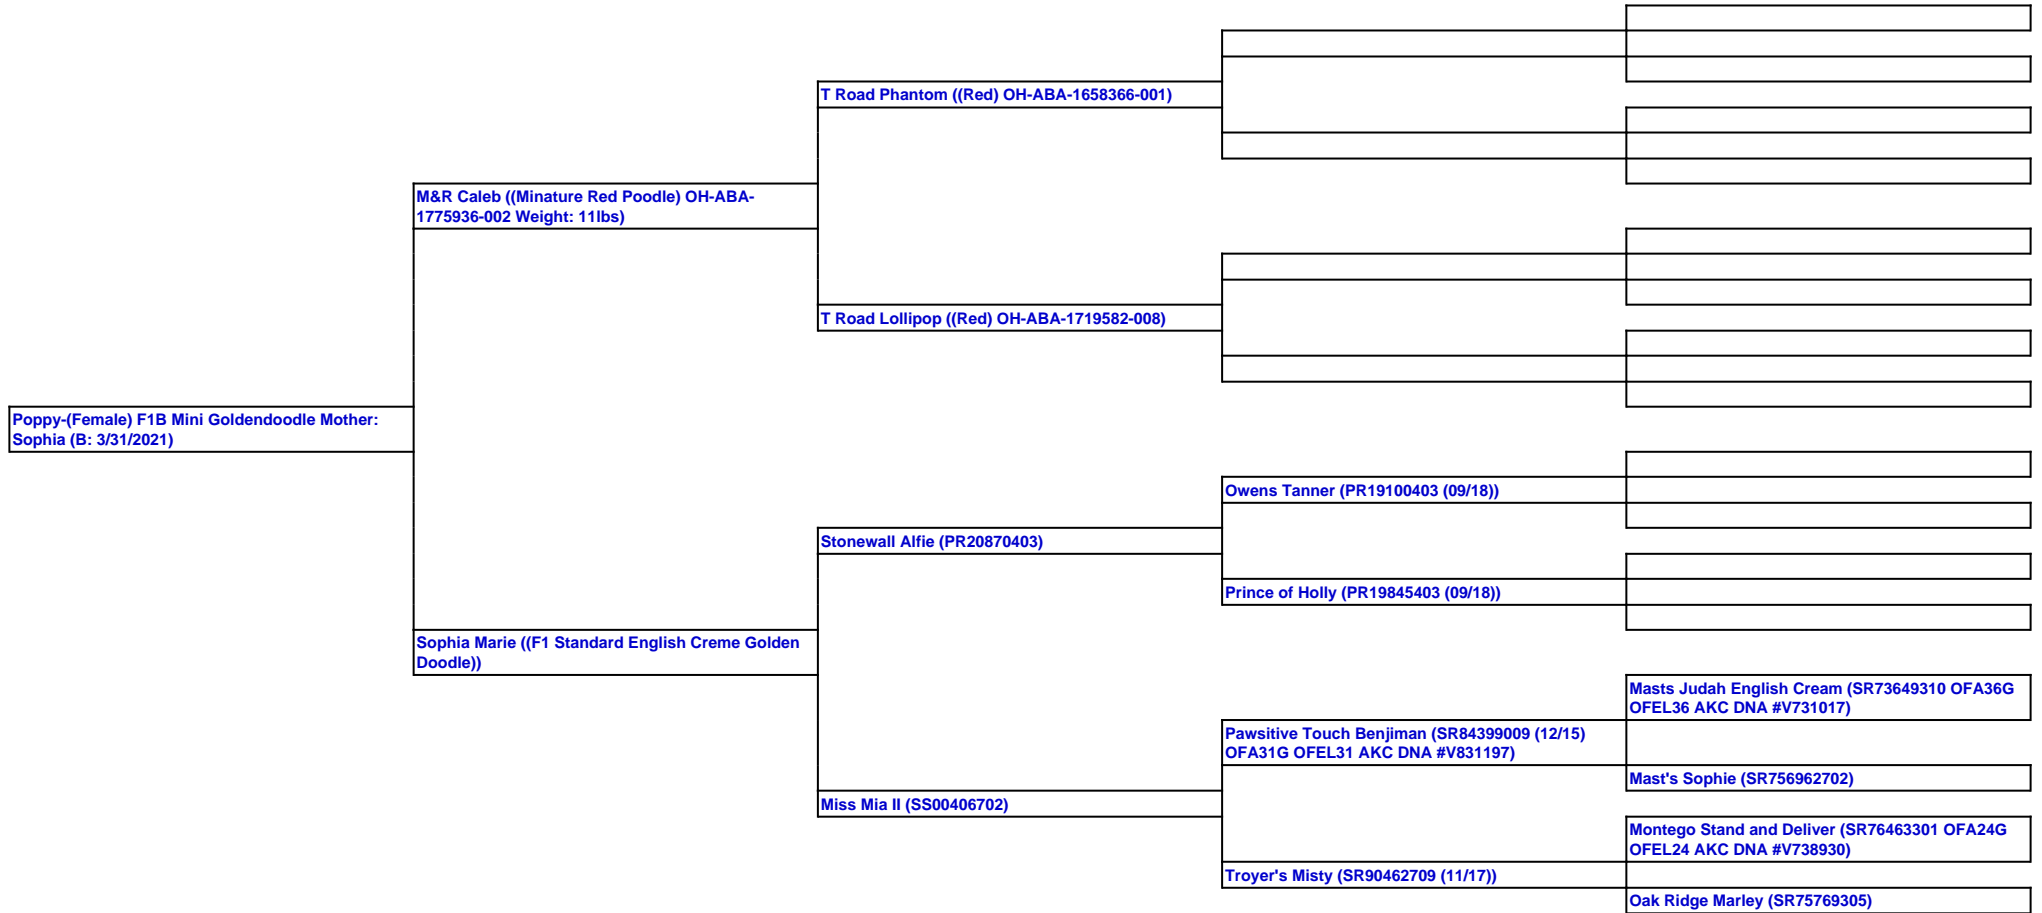 T Road Phantom ((Red) OH-ABA-1658366-001)
M&R Caleb ((Minature Red Poodle) OH-ABA-
1775936-002 Weight: 11lbs)
T Road Lollipop ((Red) OH-ABA-1719582-008)
Poppy-(Female) F1B Mini Goldendoodle Mother:
Sophia (B: 3/31/2021)
Owens Tanner (PR19100403 (09/18))
Stonewall Alfie (PR20870403)
Prince of Holly (PR19845403 (09/18))
Sophia Marie ((F1 Standard English Creme Golden
Doodle))
Masts Judah English Cream (SR73649310 OFA36G
OFEL36 AKC DNA #V731017)
Pawsitive Touch Benjiman (SR84399009 (12/15)
OFA31G OFEL31 AKC DNA #V831197)
Mast's Sophie (SR756962702)
Miss Mia II (SS00406702)
Montego Stand and Deliver (SR76463301 OFA24G
OFEL24 AKC DNA #V738930)
Troyer's Misty (SR90462709 (11/17))
Oak Ridge Marley (SR75769305)